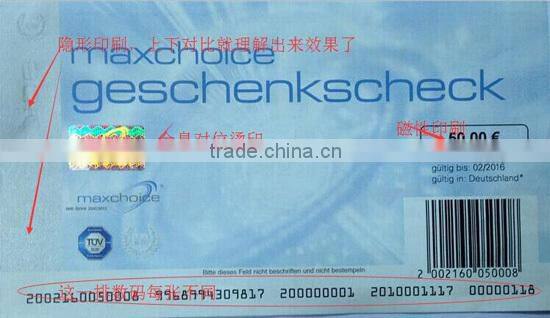 隐形印刷，上下对比就理解出来效果了
maxchoice
geschenkscheck
全息对位烫印
磁性印刷
50,00 €
trade.china.cn
gültig bis: 02/2016
gültig in: Deutschland*
maxchoice
TÜV
Bitte dieses Feld nicht beschriften und nicht bestempeln
2 002160 050008
这一排数码每张不同
2002160050008 9968994309817 200000001 2010001117 00000118